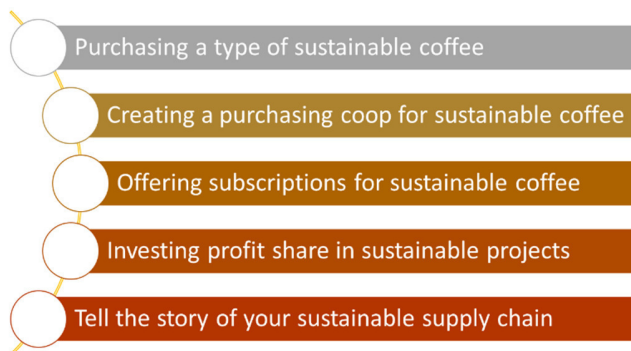 Purchasing a type of sustainable coffee
Creating a purchasing coop for sustainable coffee
Offering subscriptions for sustainable coffee
Investing profit share in sustainable projects
Tell the story of your sustainable supply chain